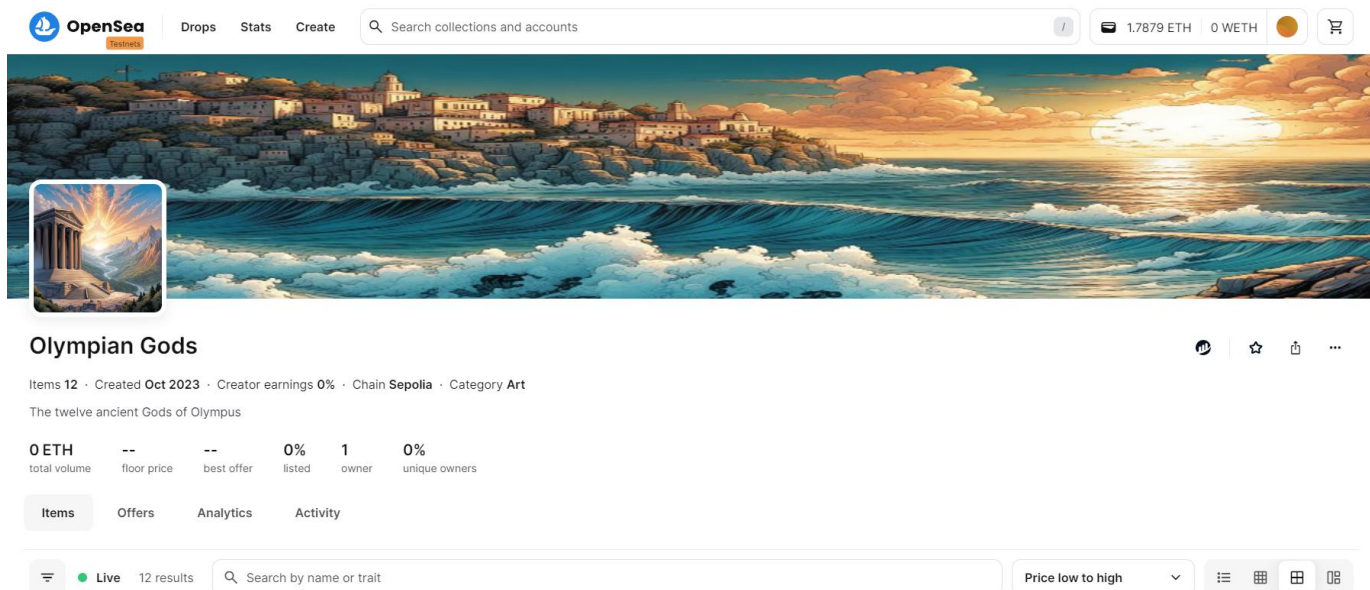 OpenSea Drops Stats Create Search collections and accounts / 1.7879 ETH 0 WETH
Testnets
Olympian Gods
Items 12 · Created Oct 2023 · Creator earnings 0% · Chain Sepolia · Category Art
The twelve ancient Gods of Olympus
0 ETH -- -- 0% 1 0%
total volume floor price best offer listed owner unique owners
Items Offers Analytics Activity
Live 12 results Search by name or trait Price low to high